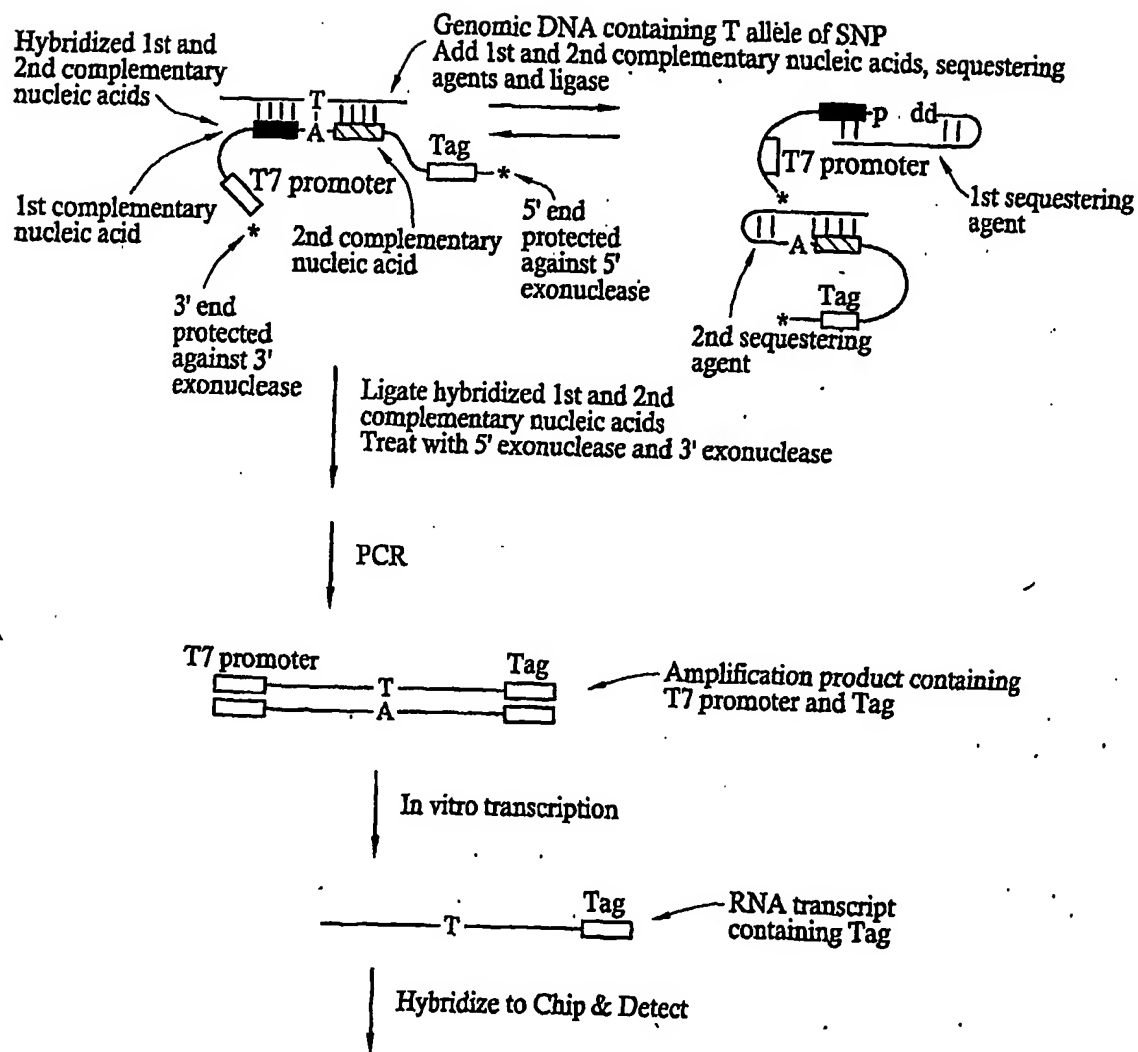 Genomic DNA containing T allele of SNP
Add 1st and 2nd complementary nucleic acids, sequestering
agents and ligase
Hybridized 1st and
2nd complementary
nucleic acids
T
A
Tag
*
T7 promoter
*
1st complementary
nucleic acid
2nd complementary
nucleic acid
5' end
protected
against 5'
exonuclease
3' end
protected
against 3'
exonuclease
p dd
T7 promoter
*
1st sequestering
agent
A
Tag
*
2nd sequestering
agent
Ligate hybridized 1st and 2nd
complementary nucleic acids
Treat with 5' exonuclease and 3' exonuclease
PCR
T7 promoter
Tag
T
A
Amplification product containing
T7 promoter and Tag
In vitro transcription
Tag
T
RNA transcript
containing Tag
Hybridize to Chip & Detect